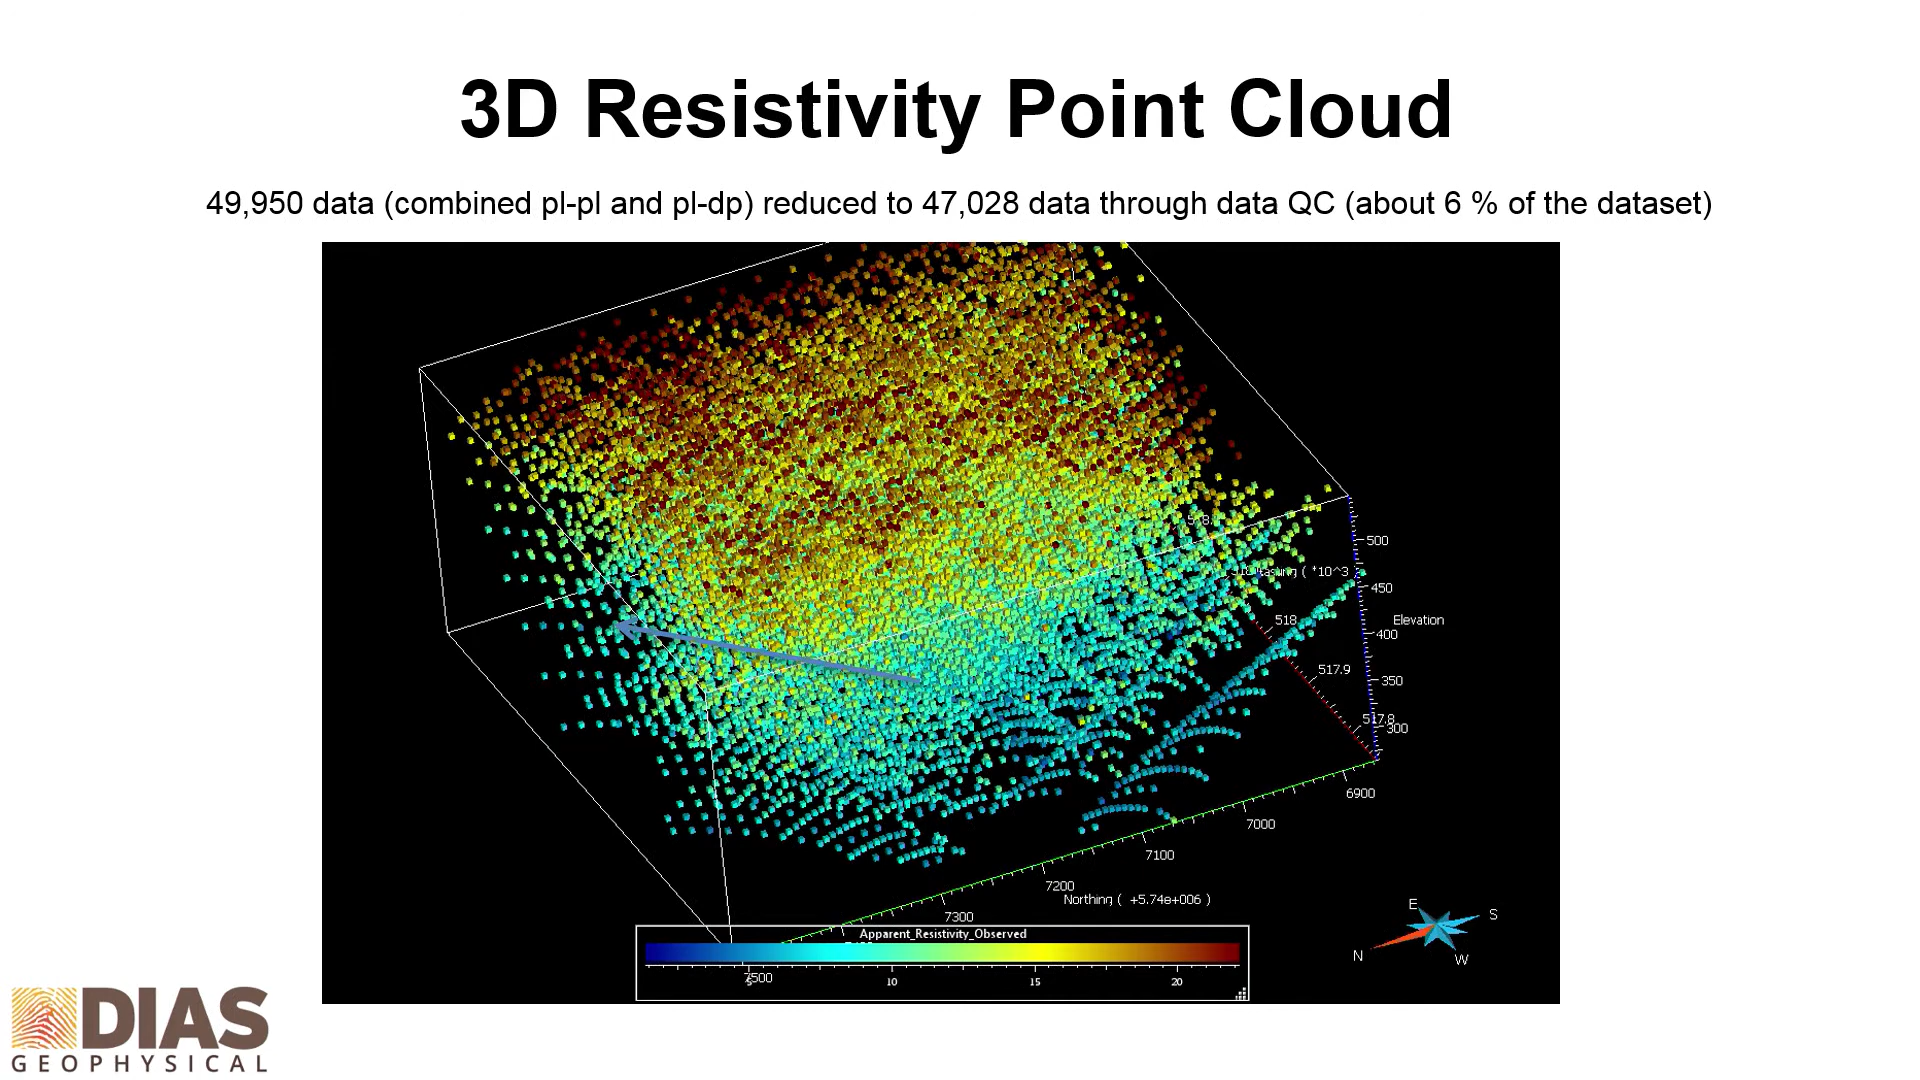 3D Resistivity Point Cloud
49,950 data (combined pl-pl and pl-dp) reduced to 47,028 data through data QC (about 6 % of the dataset)
500
450
Elevation
400
350
300
518
517.9
517.8
6900
7000
7100
7200
Northing ( +5.74e+006 )
7300
Apparent_Resistivity_Observed
7500
10
15
20
E
S
N
W
DIAS
GEOPHYSICAL